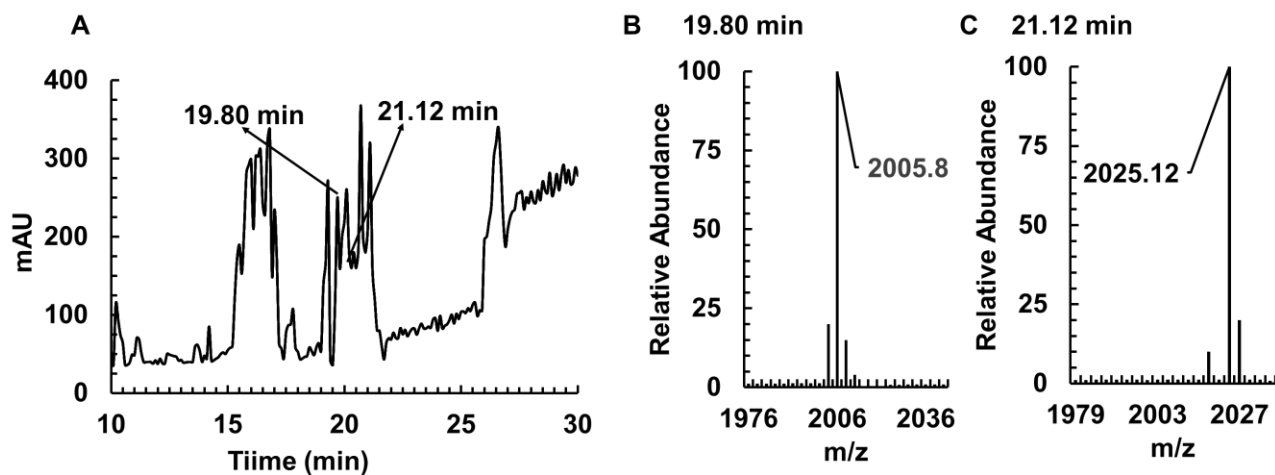 A
400
300
200
100
0
mAU
19.80 min
21.12 min
10
15
20
25
30
Tiime (min)
B
19.80 min
100
75
50
25
0
Relative Abundance
2005.8
1976
2006
2036
m/z
C
21.12 min
100
75
50
25
0
Relative Abundance
2025.12
1979
2003
2027
m/z